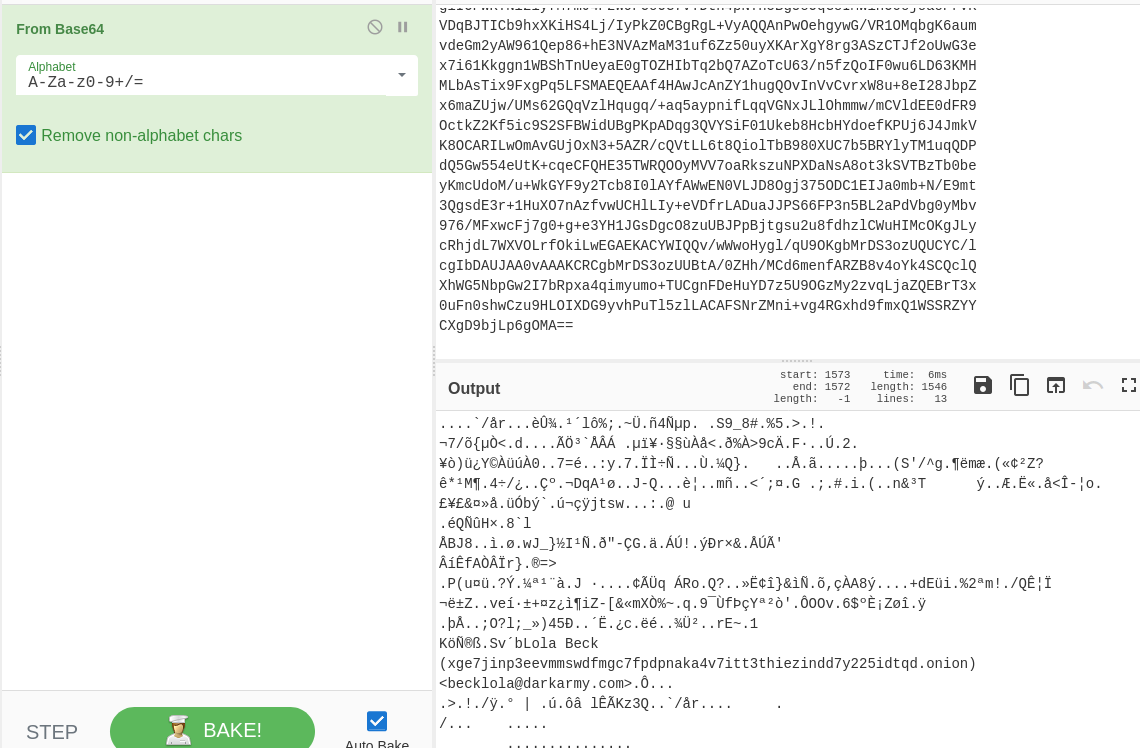 From Base64
Alphabet
A-Za-z0-9+/=
Remove non-alphabet chars
STEP
BAKE!
Auto Bake
VDqBJTICb9hxXKiHS4Lj/IyPkZ0CBgRgL+VyAQQAnPwOehgywG/VR1OMqbgK6aum
vdeGm2yAW961Qep86+hE3NVAzMaM31uf6Zz50uyXKArXgY8rg3ASzCTJf2oUwG3e
x7i61Kkggn1WBShTnUeyaE0gTOZHIbTq2bQ7AZoTcU63/n5fzQoIF0wu6LD63KMH
MLbAsTix9FxgPq5LFSMAEQEAAf4HAwJcAnZY1hugQOvInVvCvrxW8u+8eI28JbpZ
x6maZUjw/UMs62GQqVzlHqugq/+aq5aypnifLqqVGNxJLlOhmmw/mCVldEE0dFR9
OctkZ2Kf5ic9S2SFBWidUBgPKpADqg3QVYSiF01Ukeb8HcbHYdoefKPUj6J4JmkV
K8OCARILwOmAvGUjOxN3+5AZR/cQVtLL6t8QiolTbB980XUC7b5BRYlyTM1uqQDP
dQ5Gw554eUtK+cqeCFQHE35TWRQOOyMVV7oaRkszuNPXDaNsA8ot3kSVTBzTb0be
yKmcUdoM/u+WkGYF9y2Tcb8I0lAYfAWwEN0VLJD8Ogj375ODC1EIJa0mb+N/E9mt
3QgsdE3r+1HuXO7nAzfvwUCHlLIy+eVDfrLADuaJJPS66FP3n5BL2aPdVbg0yMbv
976/MFxwcFj7g0+g+e3YH1JGsDgcO8zuUBJPpBjtgsu2u8fdhzlCWuHIMcOKgJLy
cRhjdL7WXVOLrfOkiLwEGAEKACYWIQQv/wWwoHygl/qU9OKgbMrDS3ozUQUCYC/l
cgIbDAUJAA0vAAAKCRCgbMrDS3ozUUBtA/0ZHh/MCd6menfARZB8v4oYk4SCQclQ
XhWG5NbpGw2I7bRpxa4qimyumo+TUCgnFDeHuYD7z5U9OGzMy2zvqLjaZQEBrT3x
0uFn0shwCzu9HLOIXDG9yvhPuTl5zlLACAFSNrZMni+vg4RGxhd9fmxQ1WSSRZYY
CXgD9bjLp6gOMA==
Output
start: 1573 time: 6ms
end: 1572 length: 1546
length: -1 lines: 13
....`/år...èÛ¾.¹´lô%;.~Ü.ñ4Ñµp. .S9_8#.%5.>.!.
¬7/õ{µÒ<.d....ÃÖ³`ÅÂÁ .µï¥·§§ùÀå<.ð%À>9cÄ.F·..Ú.2.
¥ò)ü¿Y©ÀüúÀ0..7=é..:y.7.ÏÌ÷Ñ...Ù.¼Q}. ..Å.ã.....þ...(S'/^g.¶ëmæ.(«¢²Z?
ê*¹M¶.4÷/¿..Çº.¬DqA¹ø..J-Q...è¦..mñ..<´;¤.G .;.#.i.(..n&³T ý..Æ.Ë«.å<Î-¦o.
£¥£&¤»å.üÓbý`.ú¬çÿjtsw...:.@ u
.éQÑûH×.8`l
ÅBJ8..ì.ø.wJ_}½I¹Ñ.ð"-ÇG.ä.ÁÚ!.ýÐr×&.ÅÚÃ'
ÂíÊfAÒÂÏr}.®=>
.P(u¤ü.?Ý.¼ª¹¨à.J ·....¢ÃÜq ÁRo.Q?..»Ë¢î}&ìÑ.õ,çÀA8ý....+dEüi.%2ªm!./QÊ¦Ï
¬ë±Z..veí·±+¤z¿ì¶iZ-[&«mXÒ%~.q.9¯ÙfÞçYª²ò'.ÔOOv.6$ºÈ¡Zøî.ÿ
.þÅ..;O?l;_»)45Ð..´Ë.¿c.ëé..¾Ü²..rE~.1
KöÑ®ß.Sv´bLola Beck
(xge7jinp3eevmmswdfmgc7fpdpnaka4v7itt3thiezindd7y225idtqd.onion)
<becklola@darkarmy.com>.Ô...
.>.!./ÿ.° | .ú.ôâ lÊÃKz3Q..`/år.... .
/... .....
...............